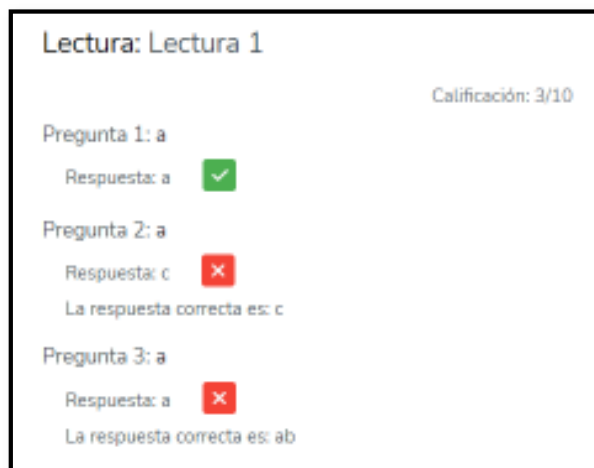 Lectura: Lectura 1
Calificación: 3/10
Pregunta 1: a
Respuesta: a
Pregunta 2: a
Respuesta: c
La respuesta correcta es: c
Pregunta 3: a
Respuesta: a
La respuesta correcta es: ab